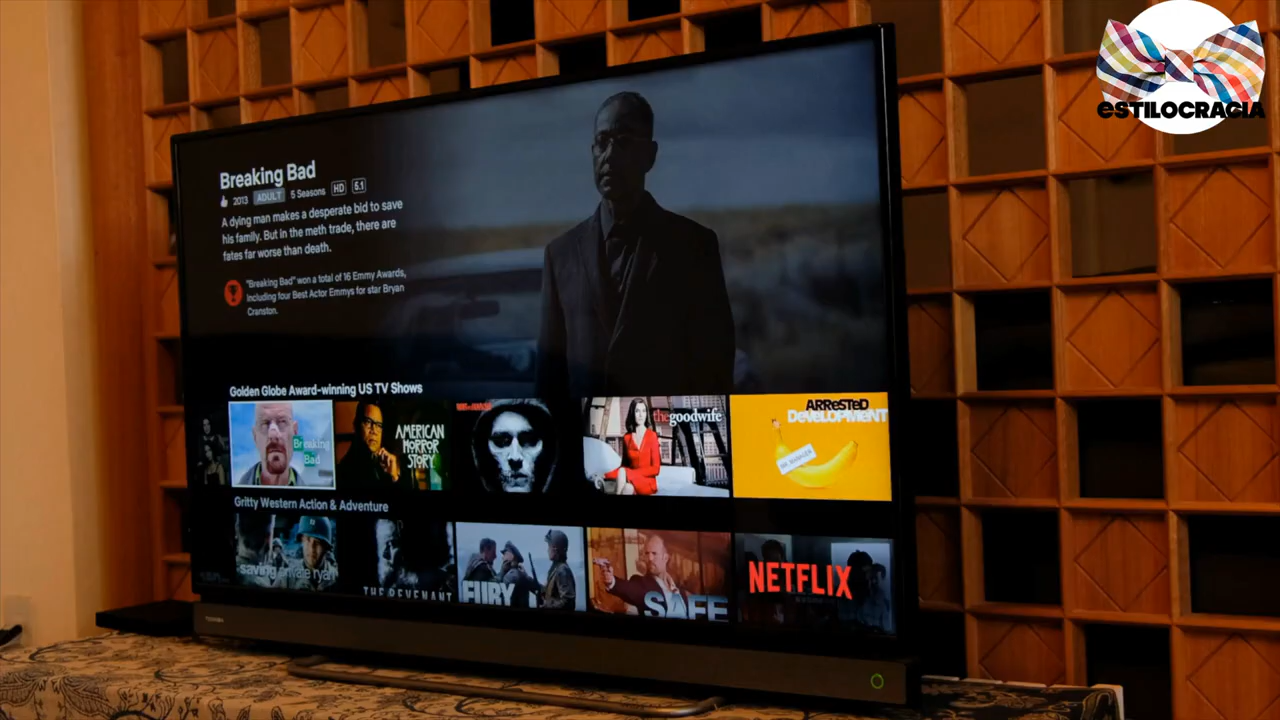 eSTILOCRACIA
Breaking Bad
2013 ADULT 5 Seasons HD 5.1
A dying man makes a desperate bid to save
his family. But in the meth trade, there are
fates far worse than death.
"Breaking Bad" won a total of 16 Emmy Awards,
including four Best Actor Emmys for star Bryan
Cranston.
Golden Globe Award-winning US TV Shows
Breaking
Bad
AMERICAN
HORROR
STORY
thegoodwife
ARReSTeD
DeVeLOPMENT
MR. MANAGER
Gritty Western Action & Adventure
saving private ryan
THE REVENANT
FURY
SAFE
NETFLIX
TOSHIBA